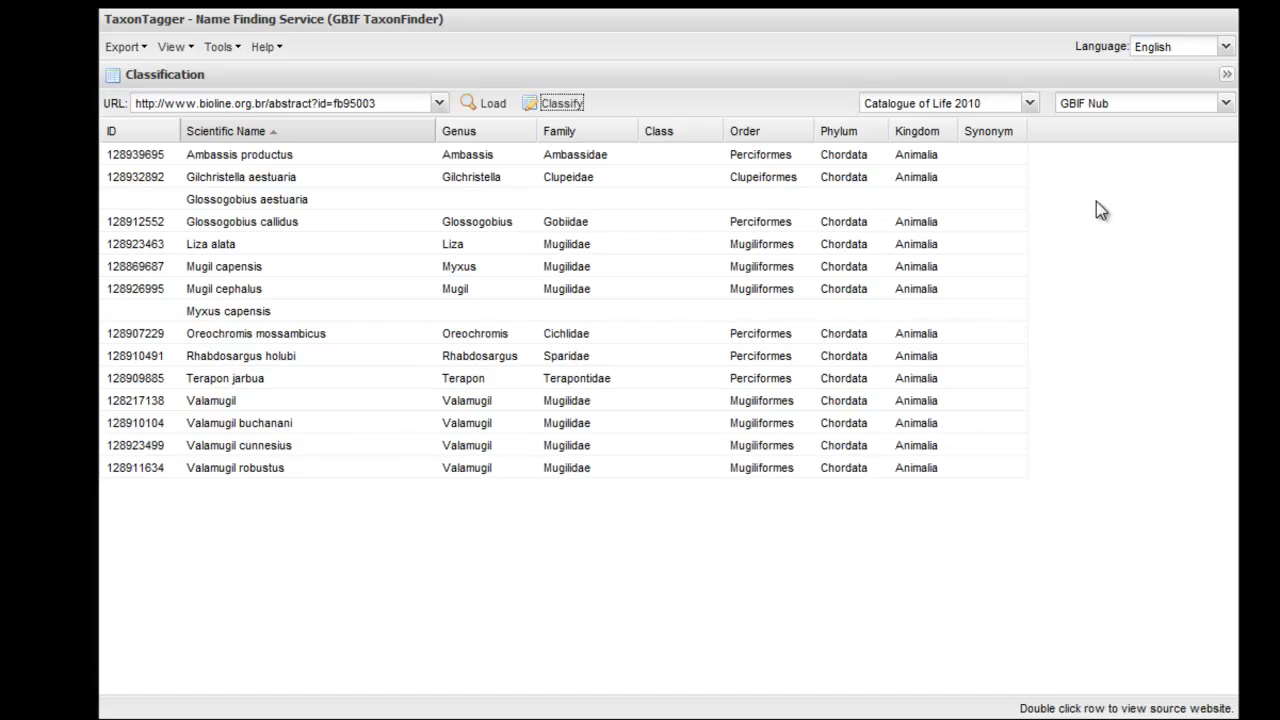 TaxonTagger - Name Finding Service (GBIF TaxonFinder)
Export View Tools Help Language: English
Classification
URL: http://www.bioline.org.br/abstract?id=fb95003 Load Classify Catalogue of Life 2010 GBIF Nub
ID Scientific Name Genus Family Class Order Phylum Kingdom Synonym
128939695 Ambassis productus Ambassis Ambassidae Perciformes Chordata Animalia
128932892 Gilchristella aestuaria Gilchristella Clupeidae Clupeiformes Chordata Animalia
Glossogobius aestuaria
128912552 Glossogobius callidus Glossogobius Gobiidae Perciformes Chordata Animalia
128923463 Liza alata Liza Mugilidae Mugiliformes Chordata Animalia
128869687 Mugil capensis Myxus Mugilidae Mugiliformes Chordata Animalia
128926995 Mugil cephalus Mugil Mugilidae Mugiliformes Chordata Animalia
Myxus capensis
128907229 Oreochromis mossambicus Oreochromis Cichlidae Perciformes Chordata Animalia
128910491 Rhabdosargus holubi Rhabdosargus Sparidae Perciformes Chordata Animalia
128909885 Terapon jarbua Terapon Terapontidae Perciformes Chordata Animalia
128217138 Valamugil Valamugil Mugilidae Mugiliformes Chordata Animalia
128910104 Valamugil buchanani Valamugil Mugilidae Mugiliformes Chordata Animalia
128923499 Valamugil cunnesius Valamugil Mugilidae Mugiliformes Chordata Animalia
128911634 Valamugil robustus Valamugil Mugilidae Mugiliformes Chordata Animalia
Double click row to view source website.